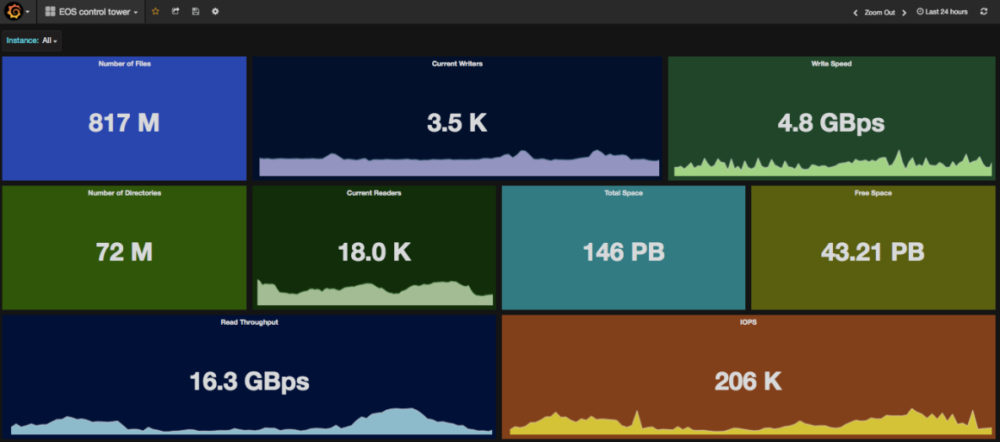 EOS control tower
Zoom Out
Last 24 hours
Instance: All
Number of Files
817 M
Current Writers
3.5 K
Write Speed
4.8 GBps
Number of Directories
72 M
Current Readers
18.0 K
Total Space
146 PB
Free Space
43.21 PB
Read Throughput
16.3 GBps
IOPS
206 K